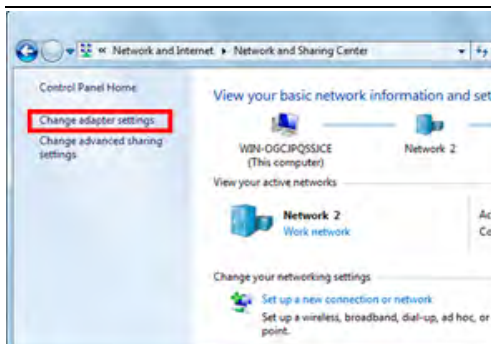 « Network and Internet ▸ Network and Sharing Center
Control Panel Home
Change adapter settings
Change advanced sharing
settings
View your basic network information and set
WIN-OGCJPQSSJCE
(This computer)
Network 2
View your active networks
Network 2
Work network
Ac
Co
Change your networking settings
Set up a new connection or network
Set up a wireless, broadband, dial-up, ad hoc, or
point.